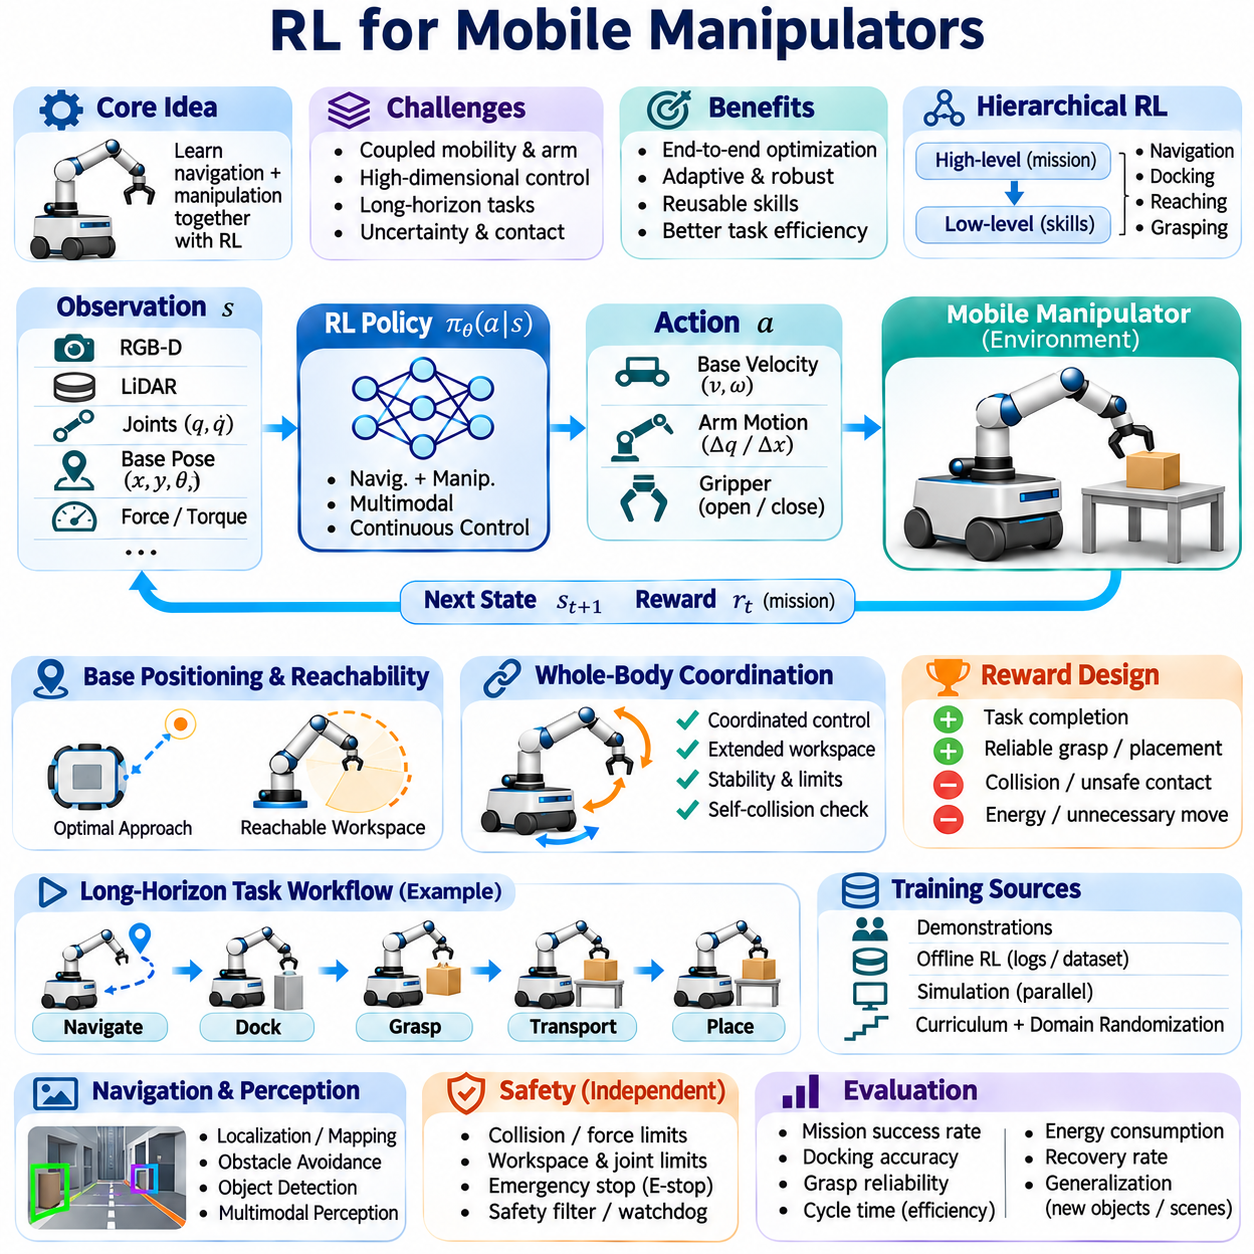 RL for Mobile Manipulators
Core Idea
Learn
navigation +
manipulation
together
with RL
Challenges
• Coupled mobility & arm
• High-dimensional control
• Long-horizon tasks
• Uncertainty & contact
Benefits
• End-to-end optimization
• Adaptive & robust
• Reusable skills
• Better task efficiency
Hierarchical RL
High-level (mission)
Low-level (skills)
• Navigation
• Docking
• Reaching
• Grasping
Observation s
RGB-D
LiDAR
Joints (q, q̇)
Base Pose
(x, y, θ,)
Force / Torque
...
RL Policy πθ(a|s)
• Navig. + Manip.
• Multimodal
• Continuous Control
Action a
Base Velocity
(v, ω)
Arm Motion
(Δq / Δx)
Gripper
(open / close)
Mobile Manipulator
(Environment)
Next State s_{t+1} Reward r_t (mission)
Base Positioning & Reachability
Optimal Approach
Reachable Workspace
Whole-Body Coordination
Coordinated control
Extended workspace
Stability & limits
Self-collision check
Reward Design
+ Task completion
+ Reliable grasp / placement
− Collision / unsafe contact
− Energy / unnecessary move
Long-Horizon Task Workflow (Example)
Navigate
Dock
Grasp
Transport
Place
Training Sources
Demonstrations
Offline RL (logs / dataset)
Simulation (parallel)
Curriculum + Domain Randomization
Navigation & Perception
• Localization / Mapping
• Obstacle Avoidance
• Object Detection
• Multimodal Perception
Safety (Independent)
• Collision / force limits
• Workspace & joint limits
• Emergency stop (E-stop)
• Safety filter / watchdog
Evaluation
• Mission success rate
• Docking accuracy
• Grasp reliability
• Cycle time (efficiency)
• Energy consumption
• Recovery rate
• Generalization
(new objects / scenes)